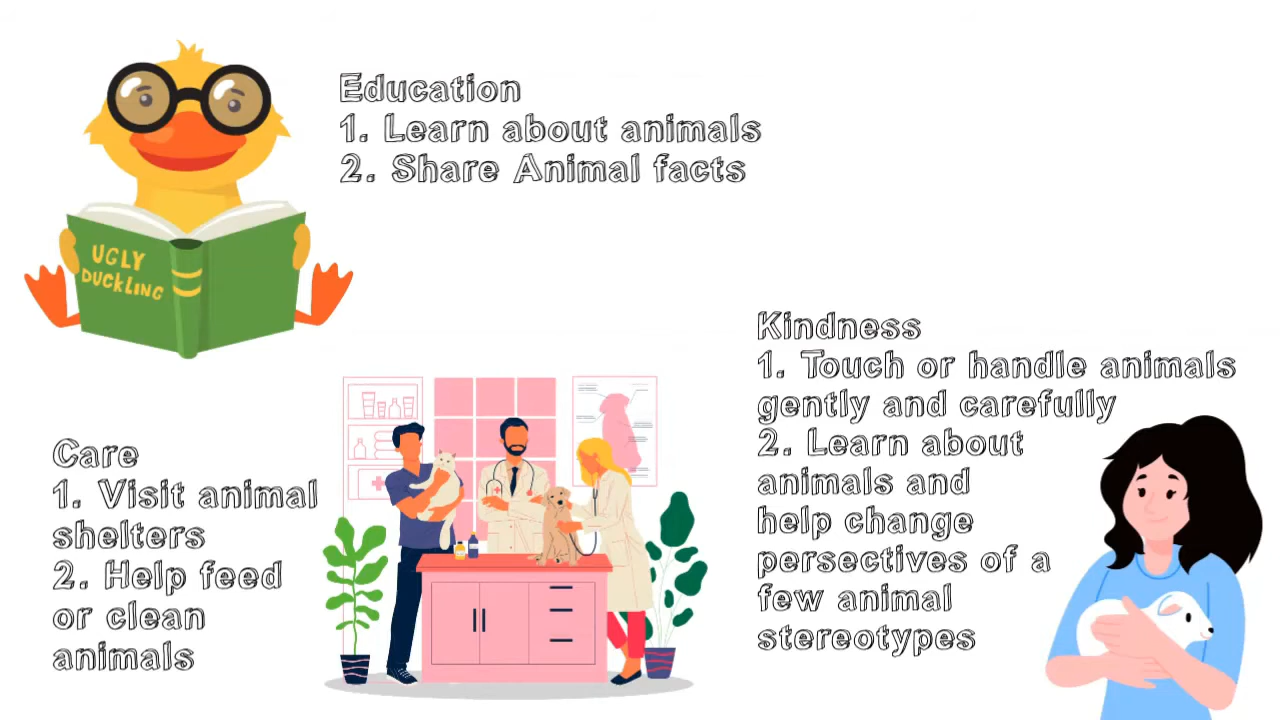 UGLY
DUCKLING
Education
1. Learn about animals
2. Share Animal facts
Care
1. Visit animal
shelters
2. Help feed
or clean
animals
Kindness
1. Touch or handle animals
gently and carefully
2. Learn about
animals and
help change
persectives of a
few animal
stereotypes